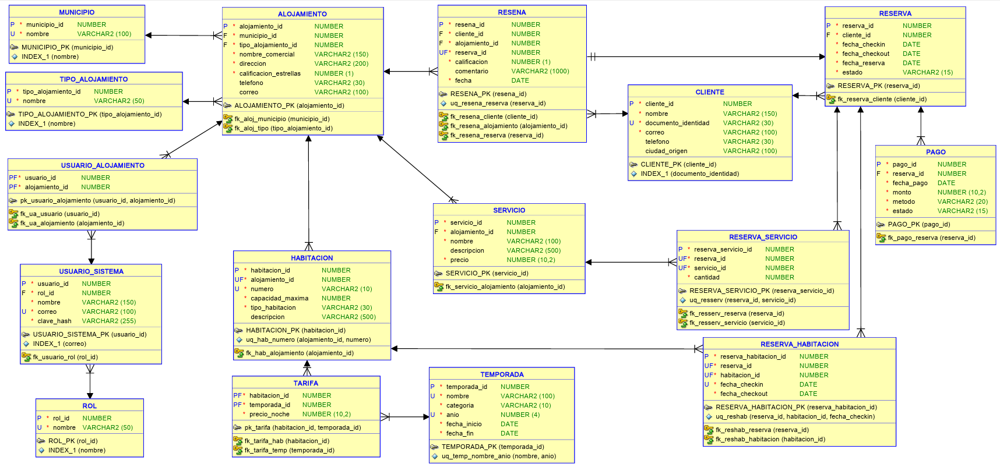 MUNICIPIO
P * municipio_id NUMBER
U * nombre VARCHAR2 (100)
MUNICIPIO_PK (municipio_id)
INDEX_1 (nombre)
TIPO_ALOJAMIENTO
P * tipo_alojamiento_id NUMBER
U * nombre VARCHAR2 (50)
TIPO_ALOJAMIENTO_PK (tipo_alojamiento_id)
INDEX_1 (nombre)
ALOJAMIENTO
P * alojamiento_id NUMBER
F * municipio_id NUMBER
F * tipo_alojamiento_id NUMBER
* nombre_comercial VARCHAR2 (150)
* direccion VARCHAR2 (200)
* calificacion_estrellas NUMBER (1)
telefono VARCHAR2 (30)
correo VARCHAR2 (100)
ALOJAMIENTO_PK (alojamiento_id)
fk_aloj_municipio (municipio_id)
fk_aloj_tipo (tipo_alojamiento_id)
RESENA
P * resena_id NUMBER
F * cliente_id NUMBER
F * alojamiento_id NUMBER
UF* reserva_id NUMBER
* calificacion NUMBER (1)
comentario VARCHAR2 (1000)
* fecha DATE
RESENA_PK (resena_id)
uq_resena_reserva (reserva_id)
fk_resena_cliente (cliente_id)
fk_resena_alojamiento (alojamiento_id)
fk_resena_reserva (reserva_id)
RESERVA
P * reserva_id NUMBER
F * cliente_id NUMBER
* fecha_checkin DATE
* fecha_checkout DATE
* fecha_reserva DATE
* estado VARCHAR2 (15)
RESERVA_PK (reserva_id)
fk_reserva_cliente (cliente_id)
CLIENTE
P * cliente_id NUMBER
* nombre VARCHAR2 (150)
U * documento_identidad VARCHAR2 (30)
* correo VARCHAR2 (100)
telefono VARCHAR2 (30)
ciudad_origen VARCHAR2 (100)
CLIENTE_PK (cliente_id)
INDEX_1 (documento_identidad)
USUARIO_ALOJAMIENTO
PF* usuario_id NUMBER
PF* alojamiento_id NUMBER
pk_usuario_alojamiento (usuario_id, alojamiento_id)
fk_ua_usuario (usuario_id)
fk_ua_alojamiento (alojamiento_id)
PAGO
P * pago_id NUMBER
F * reserva_id NUMBER
* fecha_pago DATE
* monto NUMBER (10,2)
* metodo VARCHAR2 (20)
* estado VARCHAR2 (15)
PAGO_PK (pago_id)
fk_pago_reserva (reserva_id)
SERVICIO
P * servicio_id NUMBER
F * alojamiento_id NUMBER
* nombre VARCHAR2 (100)
descripcion VARCHAR2 (500)
* precio NUMBER (10,2)
SERVICIO_PK (servicio_id)
fk_servicio_alojamiento (alojamiento_id)
RESERVA_SERVICIO
P * reserva_servicio_id NUMBER
UF* reserva_id NUMBER
UF* servicio_id NUMBER
* cantidad NUMBER
RESERVA_SERVICIO_PK (reserva_servicio_id)
uq_resserv (reserva_id, servicio_id)
fk_resserv_reserva (reserva_id)
fk_resserv_servicio (servicio_id)
USUARIO_SISTEMA
P * usuario_id NUMBER
F * rol_id NUMBER
* nombre VARCHAR2 (150)
U * correo VARCHAR2 (100)
* clave_hash VARCHAR2 (255)
USUARIO_SISTEMA_PK (usuario_id)
INDEX_1 (correo)
fk_usuario_rol (rol_id)
HABITACION
P * habitacion_id NUMBER
UF* alojamiento_id NUMBER
U * numero VARCHAR2 (10)
* capacidad_maxima NUMBER
* tipo_habitacion VARCHAR2 (30)
descripcion VARCHAR2 (500)
HABITACION_PK (habitacion_id)
uq_hab_numero (alojamiento_id, numero)
fk_hab_alojamiento (alojamiento_id)
RESERVA_HABITACION
P * reserva_habitacion_id NUMBER
UF* reserva_id NUMBER
UF* habitacion_id NUMBER
U * fecha_checkin DATE
* fecha_checkout DATE
RESERVA_HABITACION_PK (reserva_habitacion_id)
uq_reshab (reserva_id, habitacion_id, fecha_checkin)
fk_reshab_reserva (reserva_id)
fk_reshab_habitacion (habitacion_id)
ROL
P * rol_id NUMBER
U * nombre VARCHAR2 (50)
ROL_PK (rol_id)
INDEX_1 (nombre)
TARIFA
PF* habitacion_id NUMBER
PF* temporada_id NUMBER
* precio_noche NUMBER (10,2)
pk_tarifa (habitacion_id, temporada_id)
fk_tarifa_hab (habitacion_id)
fk_tarifa_temp (temporada_id)
TEMPORADA
P * temporada_id NUMBER
U * nombre VARCHAR2 (100)
* categoria VARCHAR2 (10)
U * anio NUMBER (4)
* fecha_inicio DATE
* fecha_fin DATE
TEMPORADA_PK (temporada_id)
uq_temp_nombre_anio (nombre, anio)